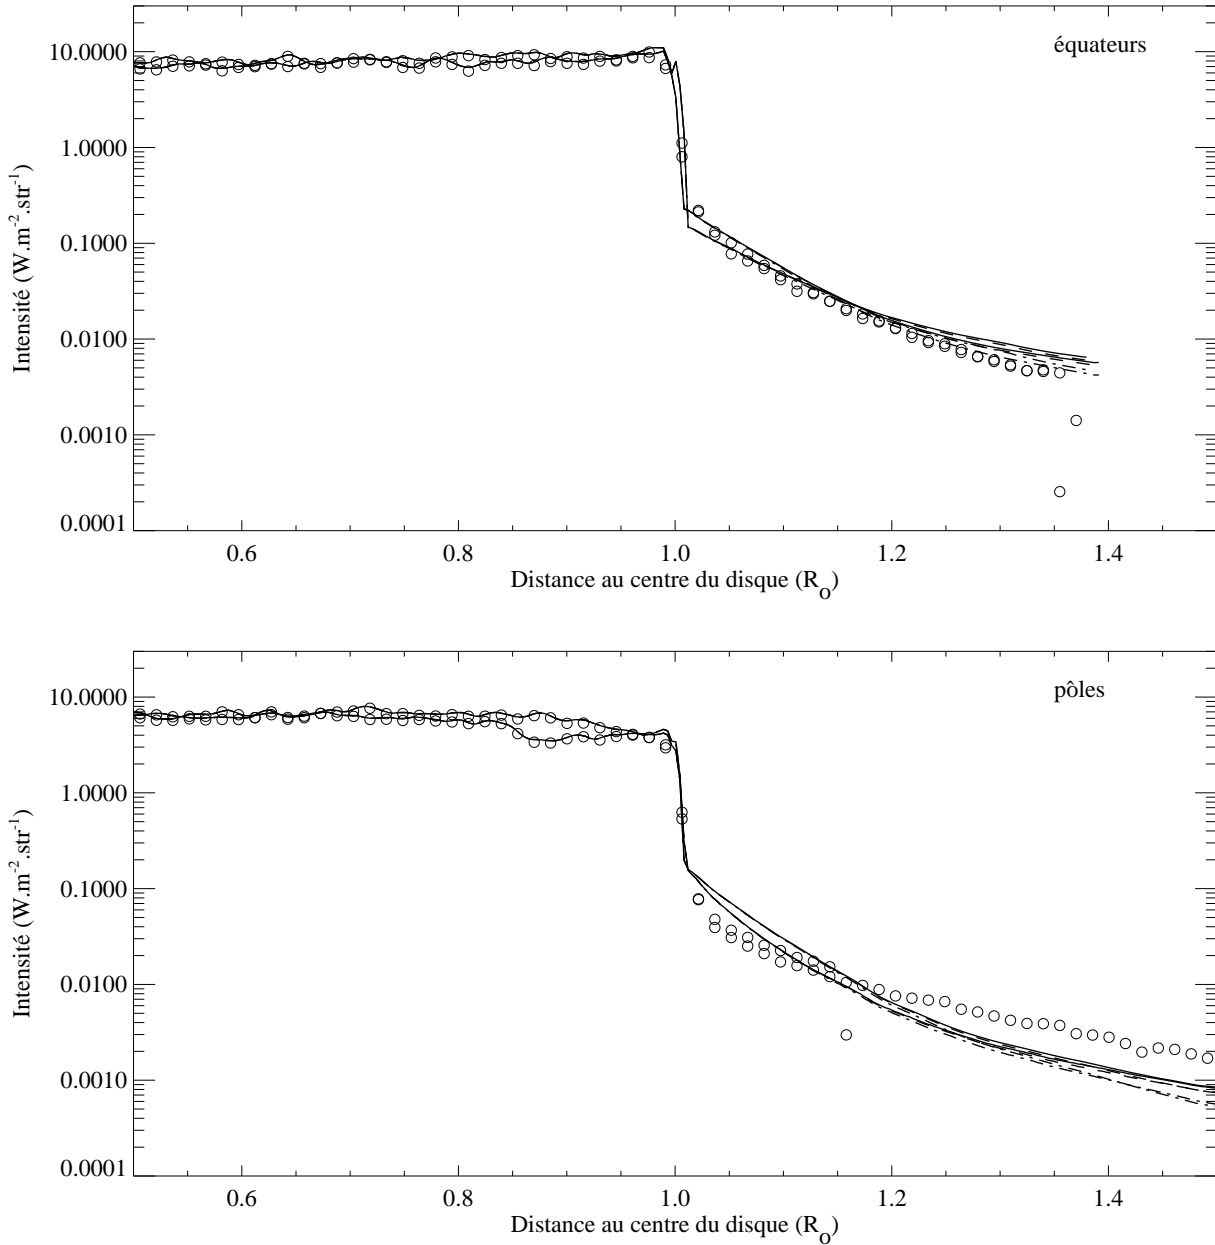 équateurs
10.0000
1.0000
0.1000
0.0100
0.0010
0.0001
Intensité (W.m-2.str-1)
0.6 0.8 1.0 1.2 1.4
Distance au centre du disque (Ro)
pôles
10.0000
1.0000
0.1000
0.0100
0.0010
0.0001
Intensité (W.m-2.str-1)
0.6 0.8 1.0 1.2 1.4
Distance au centre du disque (Ro)